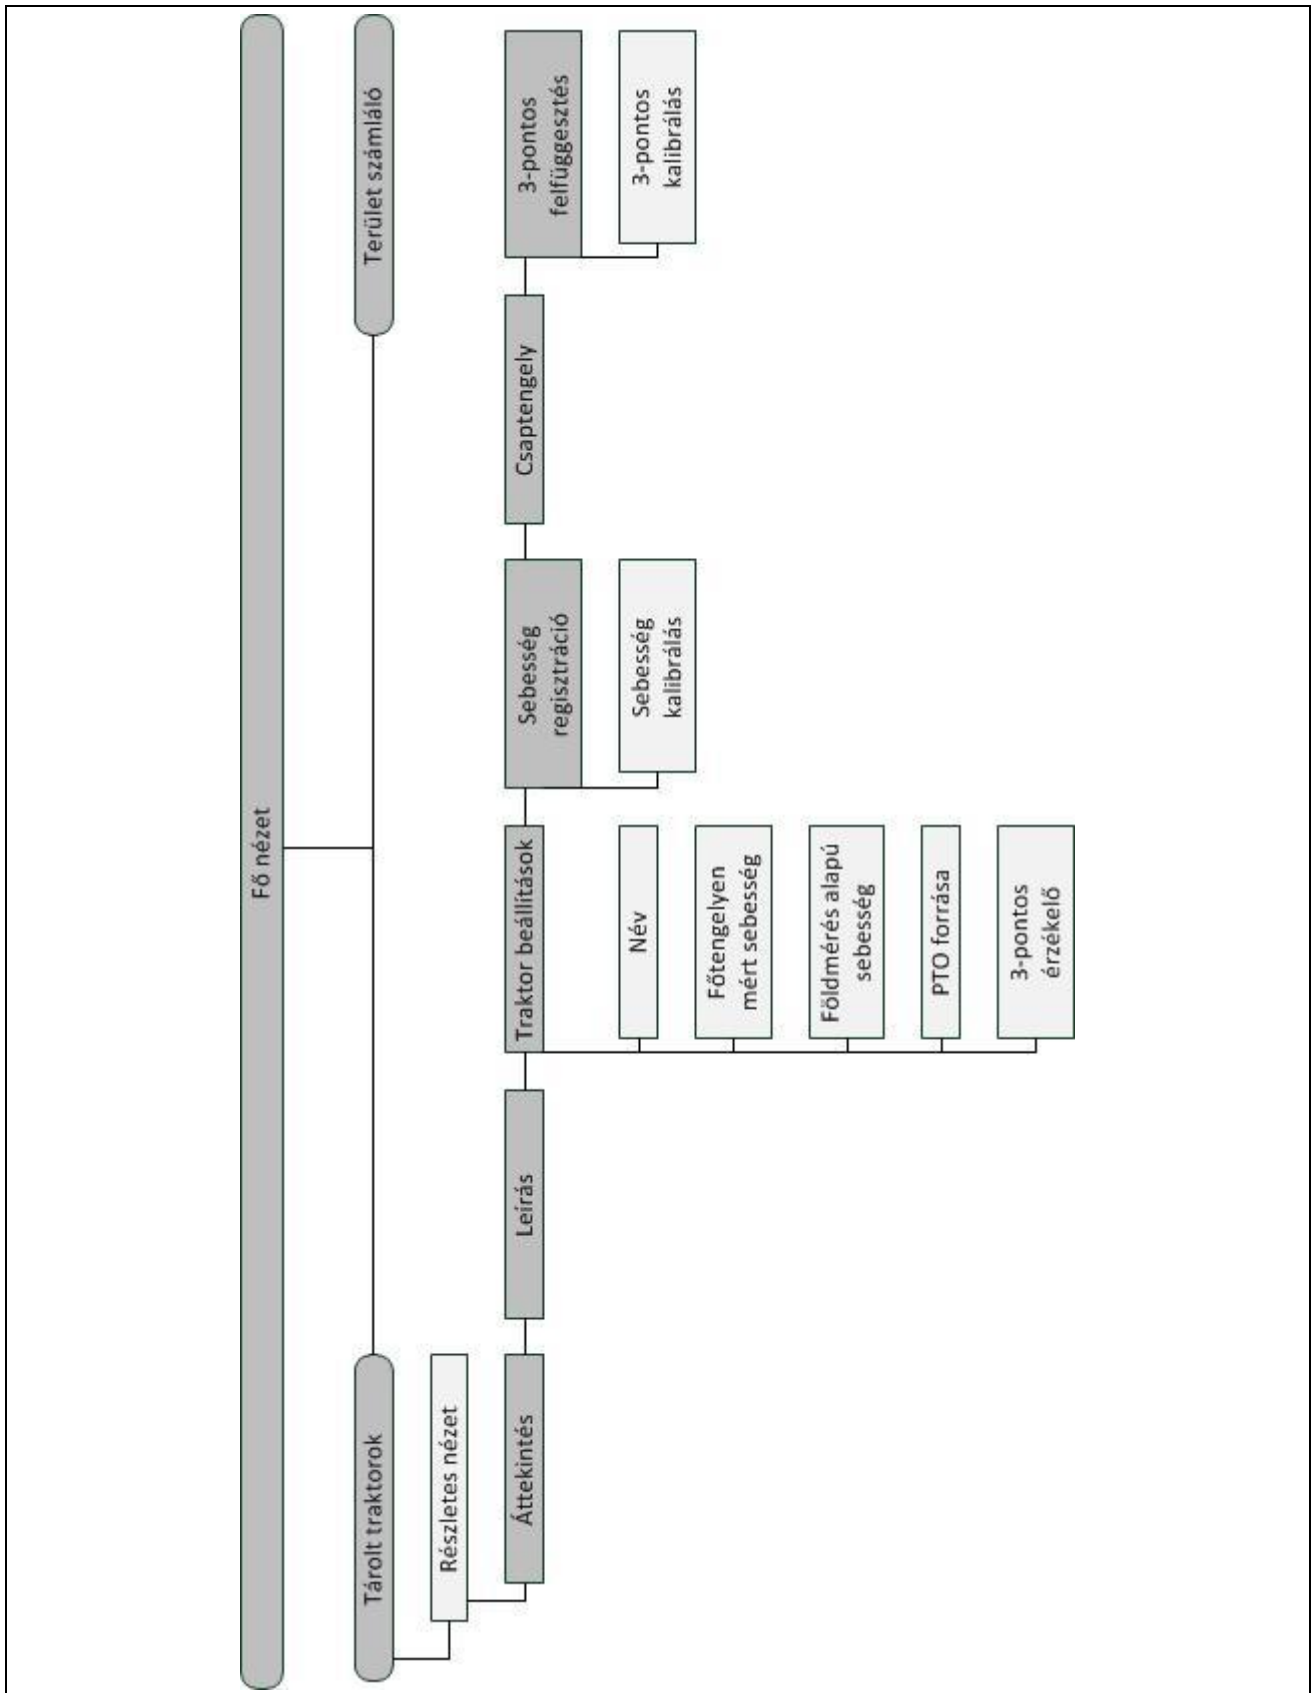 Fő nézet
Tárolt traktorok
Terület számláló
Részletes nézet
Áttekintés
Leírás
Traktor beállítások
Sebesség
regisztráció
Csaptengely
3-pontos
felfüggesztés
Név
Főtengelyen
mért sebesség
Földmérés alapú
sebesség
PTO forrása
3-pontos
érzékelő
Sebesség
kalibrálás
3-pontos
kalibrálás